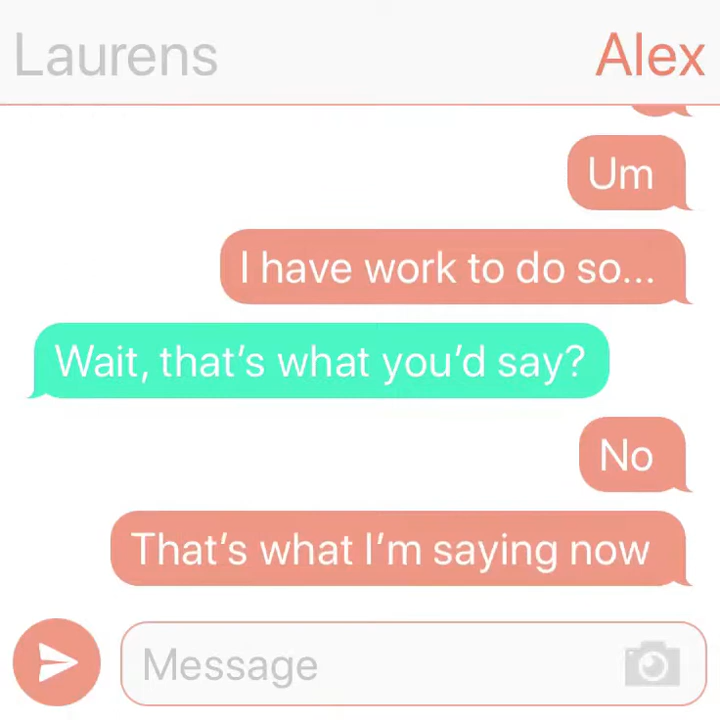 Laurens Alex
Um
I have work to do so...
Wait, that’s what you’d say?
No
That’s what I’m saying now
Message